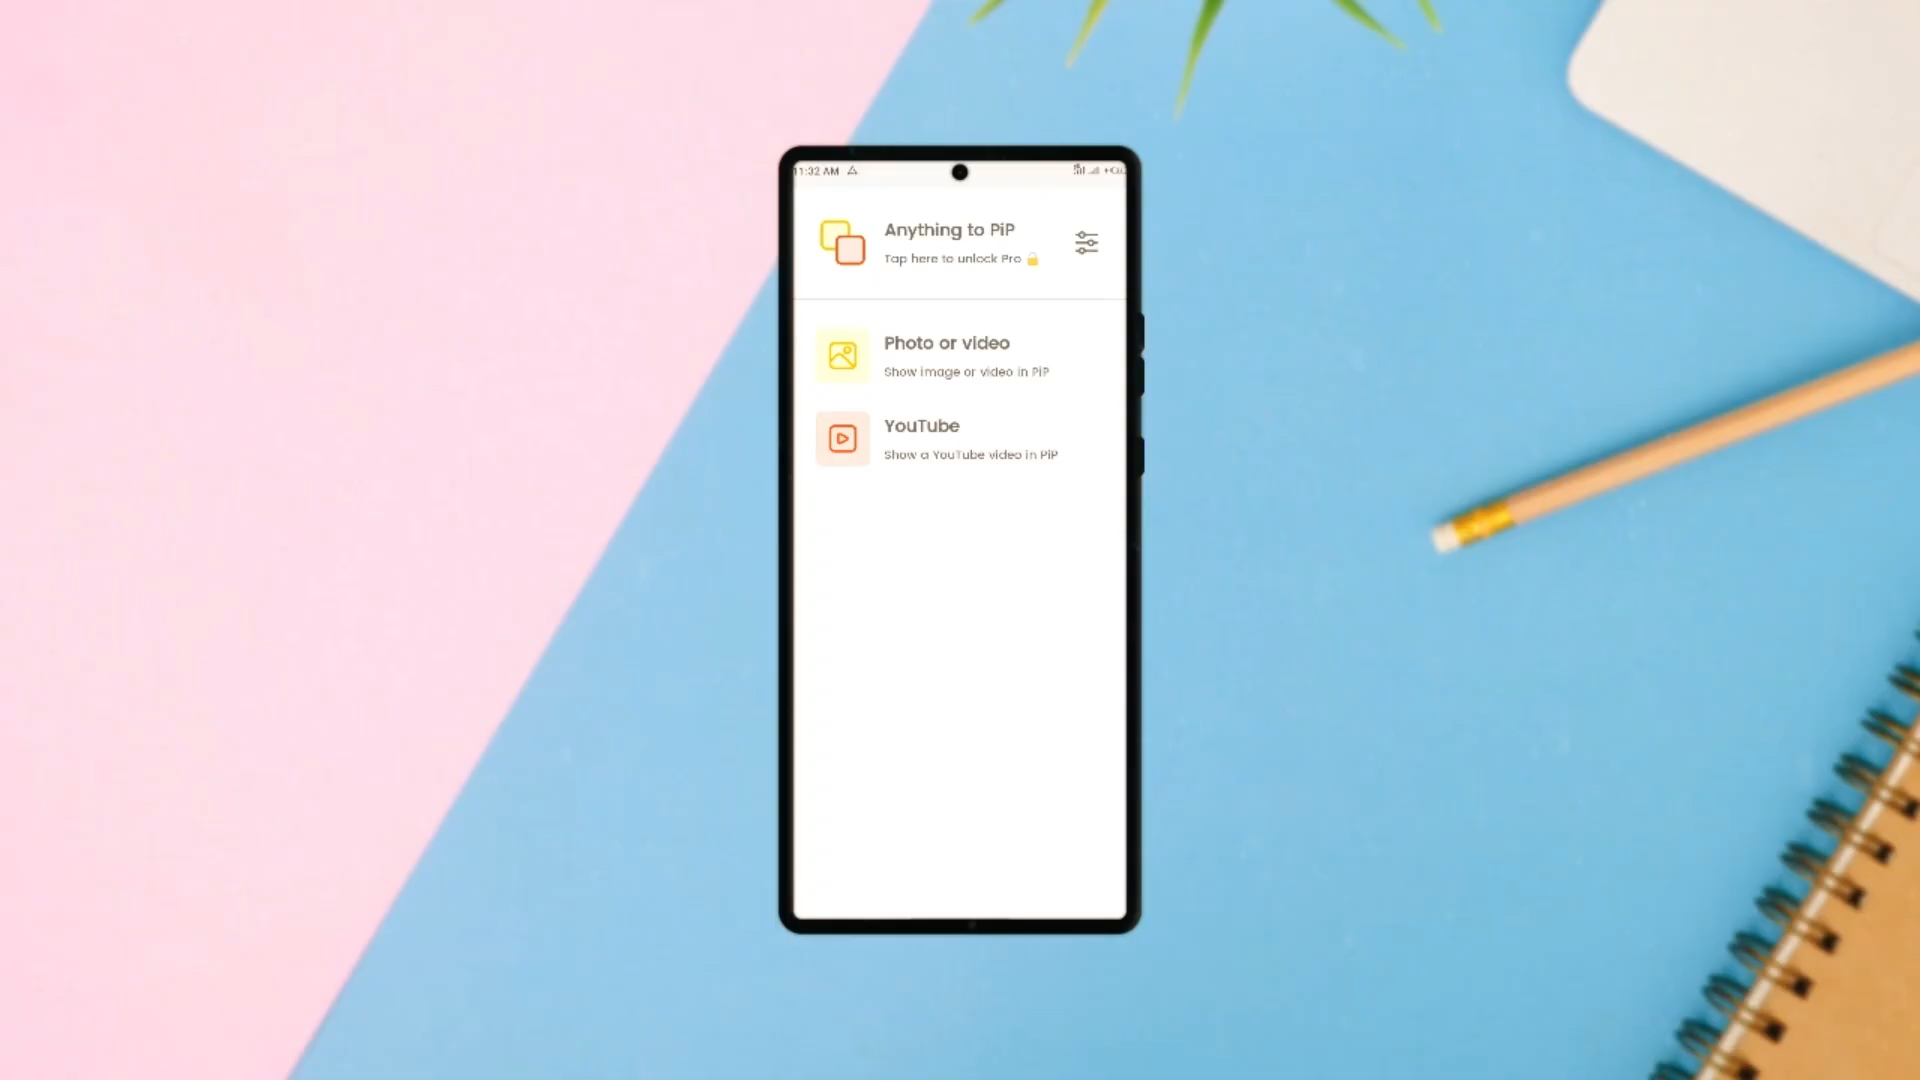 11:32 AM
Anything to PiP
Tap here to unlock Pro 🔒
Photo or video
Show image or video in PiP
YouTube
Show a YouTube video in PiP